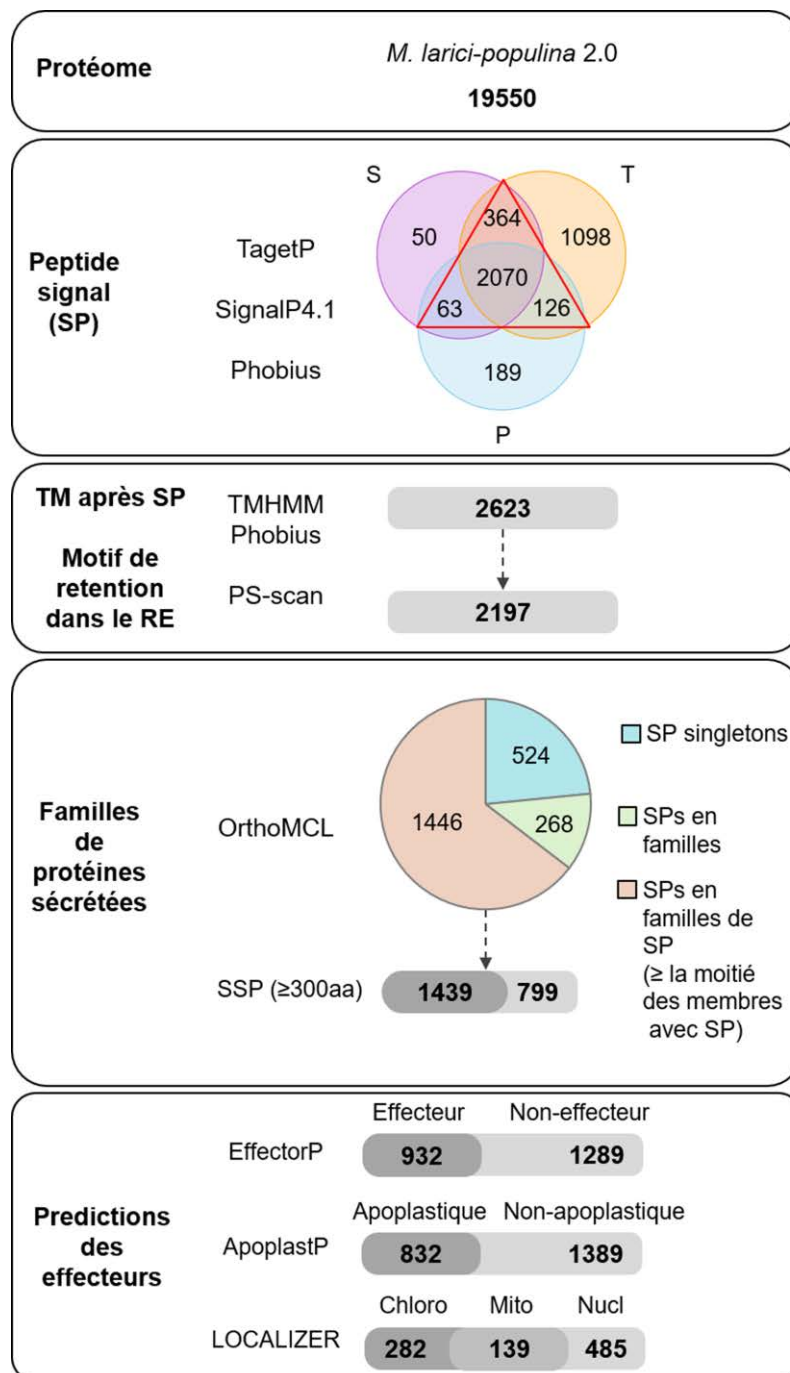 Protéome
M. larici-populina 2.0
19550
Peptide
signal
(SP)
TagetP
SignalP4.1
Phobius
S
T
364
50
1098
2070
63
126
189
P
TM après SP
Motif de
retention
dans le RE
TMHMM
Phobius
PS-scan
2623
2197
Familles
de
protéines
sécrétées
OrthoMCL
524
1446
268
SP singletons
SPs en
familles
SPs en
familles de
SP
(≥ la moitié
des membres
avec SP)
SSP (≥300aa)
1439 799
Predictions
des
effecteurs
Effecteur Non-effecteur
EffectorP
932 1289
Apoplastique Non-apoplastique
ApoplastP
832 1389
Chloro Mito Nucl
LOCALIZER
282 139 485